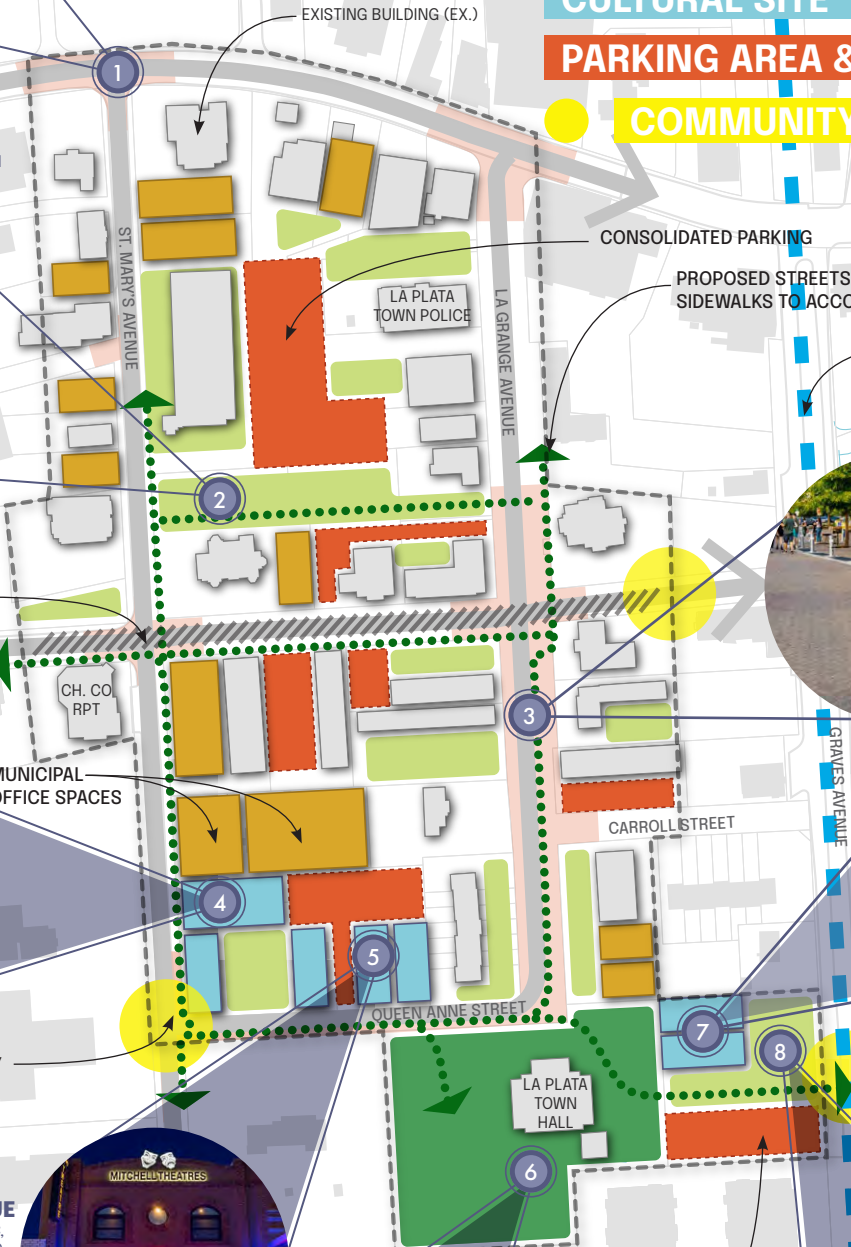 EXISTING BUILDING (EX.)
CULTURAL SITE
PARKING AREA &
COMMUNITY
1
ST. MARY'S AVENUE
CONSOLIDATED PARKING
PROPOSED STREETS
SIDEWALKS TO ACCO
LA PLATA
TOWN POLICE
LA GRANGE AVENUE
2
CH. CO
RPT
3
MUNICIPAL
OFFICE SPACES
CARROLL STREET
GRAVES AVENUE
4
5
QUEEN ANNE STREET
7
8
LA PLATA
TOWN
HALL
6
MITCHELL THEATRES
UE